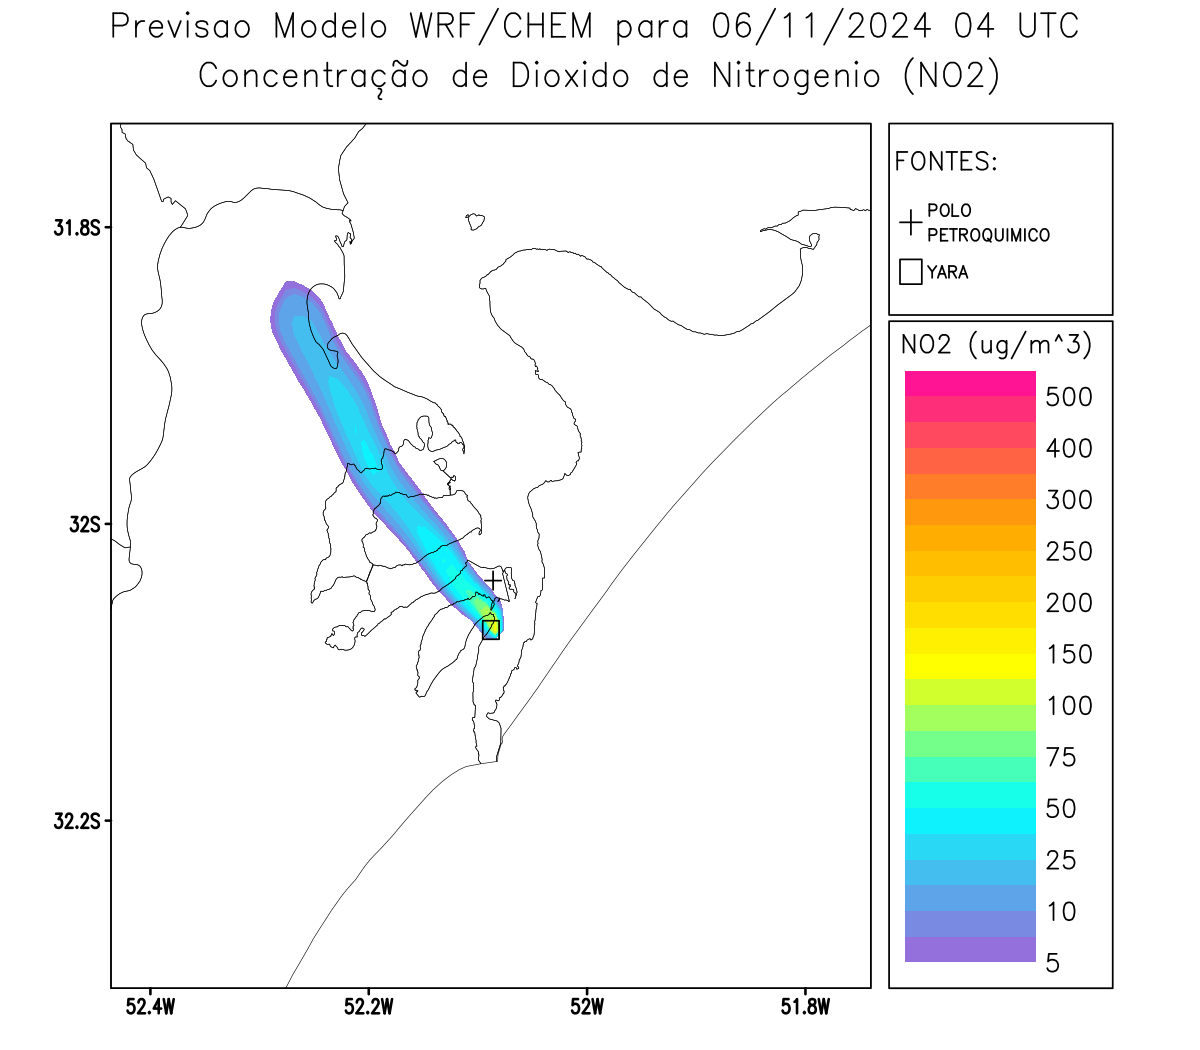 Previsao Modelo WRF/CHEM para 06/11/2024 04 UTC
Concentração de Dioxido de Nitrogenio (NO2)
FONTES:
POLO
PETROQUIMICO
YARA
NO2 (ug/m^3)
500
400
300
250
200
150
100
75
50
25
10
5
31.8S
32S
32.2S
52.4W
52.2W
52W
51.8W